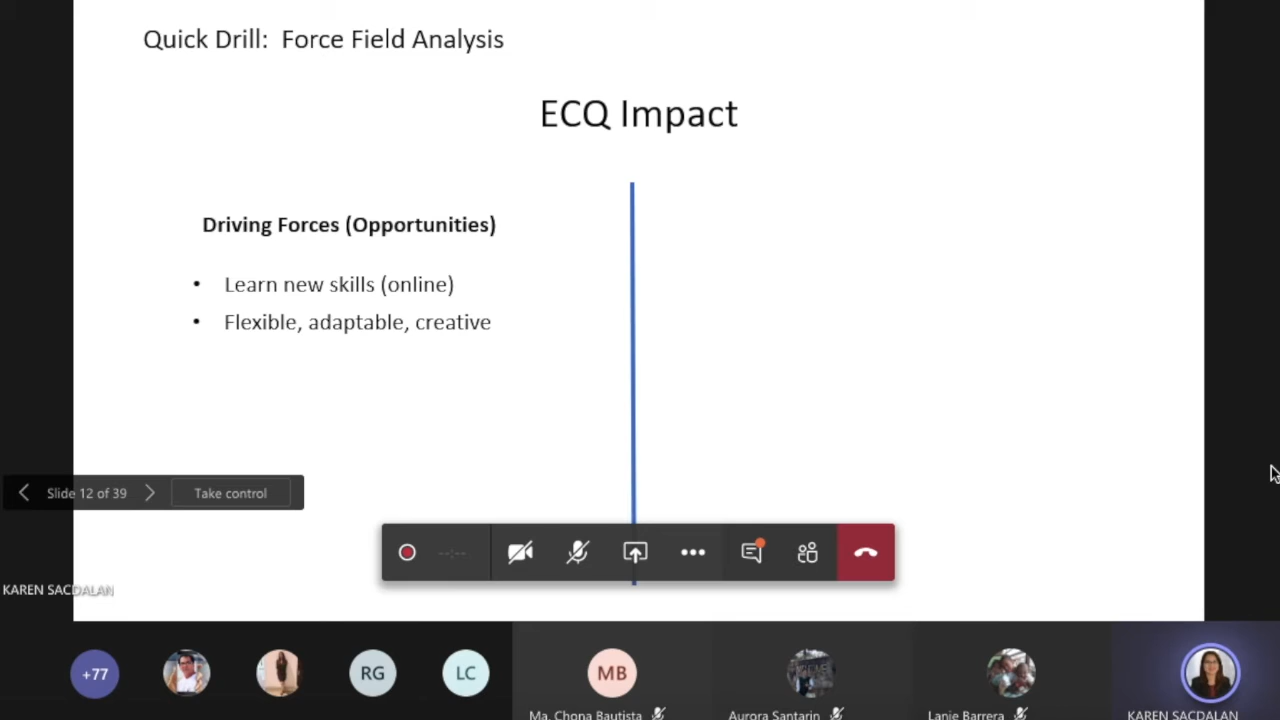 Quick Drill: Force Field Analysis
ECQ Impact
Driving Forces (Opportunities)
• Learn new skills (online)
• Flexible, adaptable, creative
Slide 12 of 39
Take control
--:--
KAREN SACDALAN
+77
RG
LC
MB
Ma. Chona Bautista
Aurora Santarin
Lanie Barrera
KAREN SACDALAN